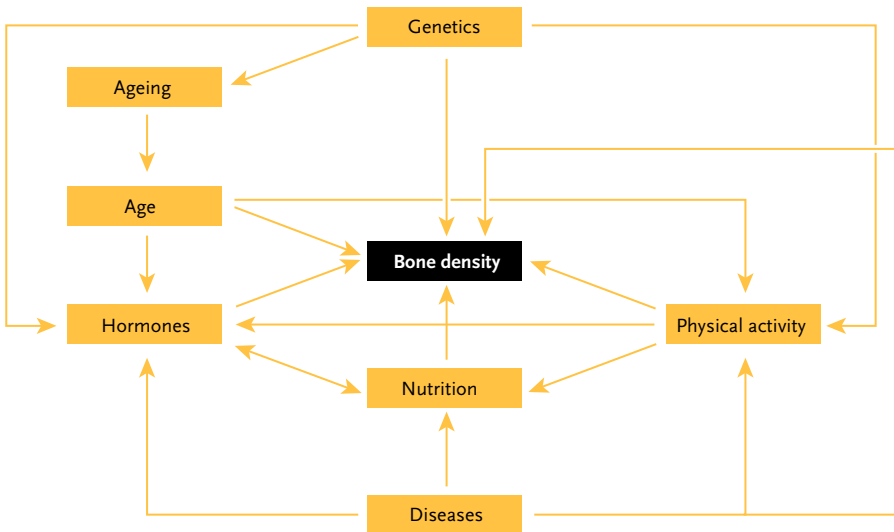 Genetics
Ageing
Age
Bone density
Hormones
Physical activity
Nutrition
Diseases